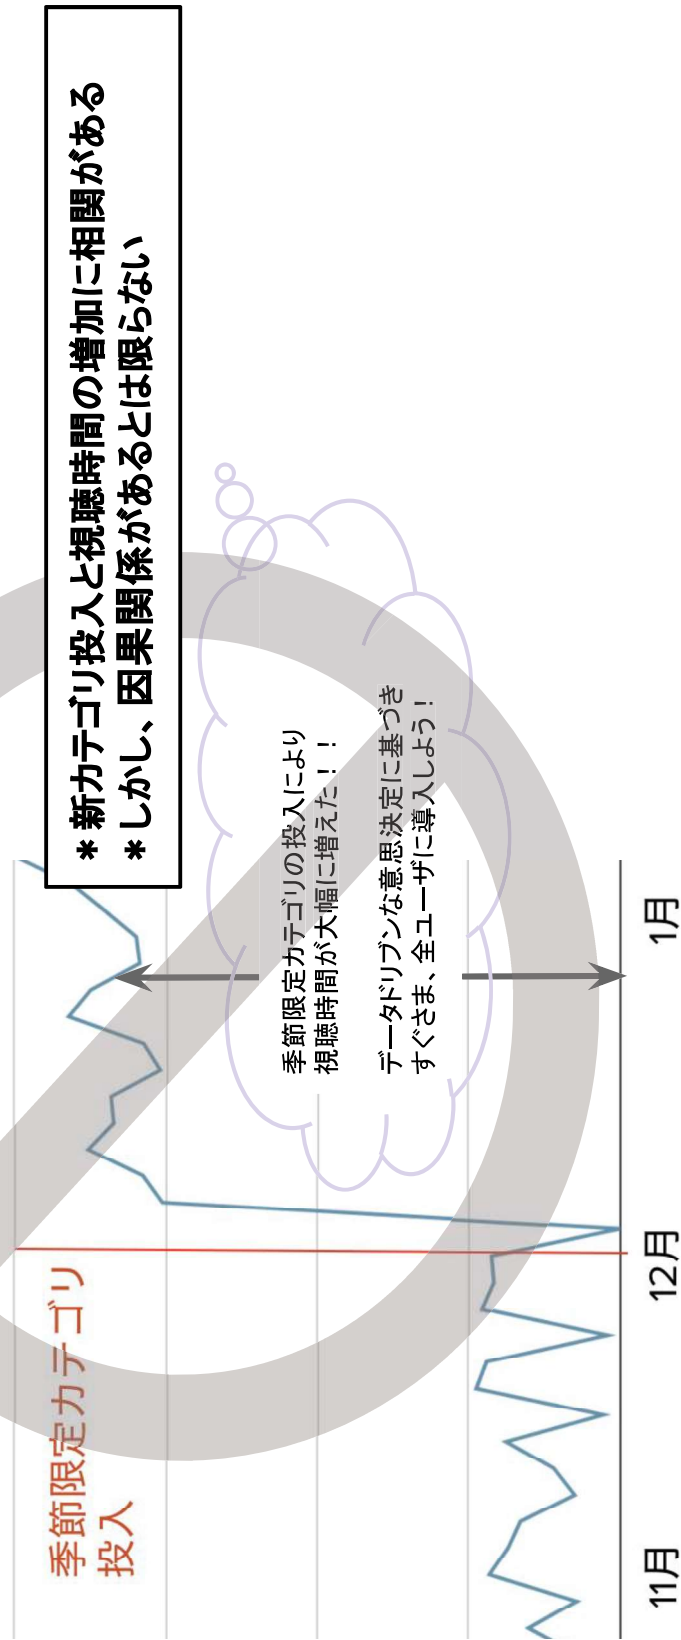 *新カテゴリ投入と視聴時間の増加に相関がある
*しかし、因果関係があるとは限らない
季節限定カテゴリ
投入
季節限定カテゴリの投入により
視聴時間が大幅に増えた！！
データドリブンな意思決定に基づき
すぐさま、全ユーザに導入しよう！
11月
12月
1月